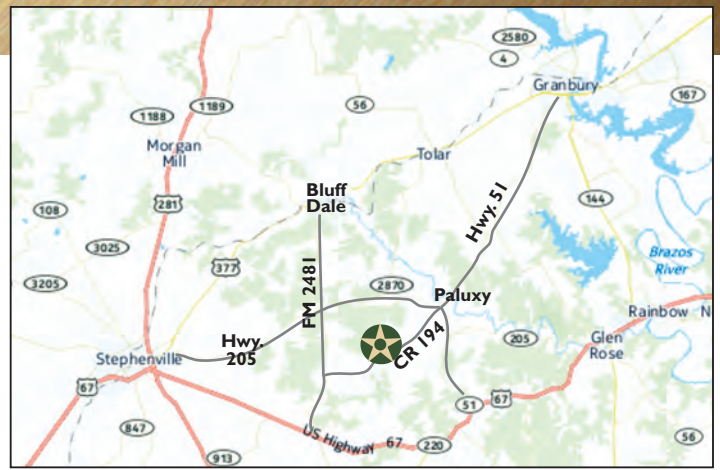 2580
4
Granbury
167
56
1189
1188
Morgan
Mill
Tolar
Bluff
Dale
Hwy. 51
144
281
108
3025
377
3205
FM 2481
2870
Paluxy
Brazos
River
Rainbow N
Hwy.
205
CR 194
205
Glen
Rose
Stephenville
67
51
67
847
US Highway 67
220
913
56